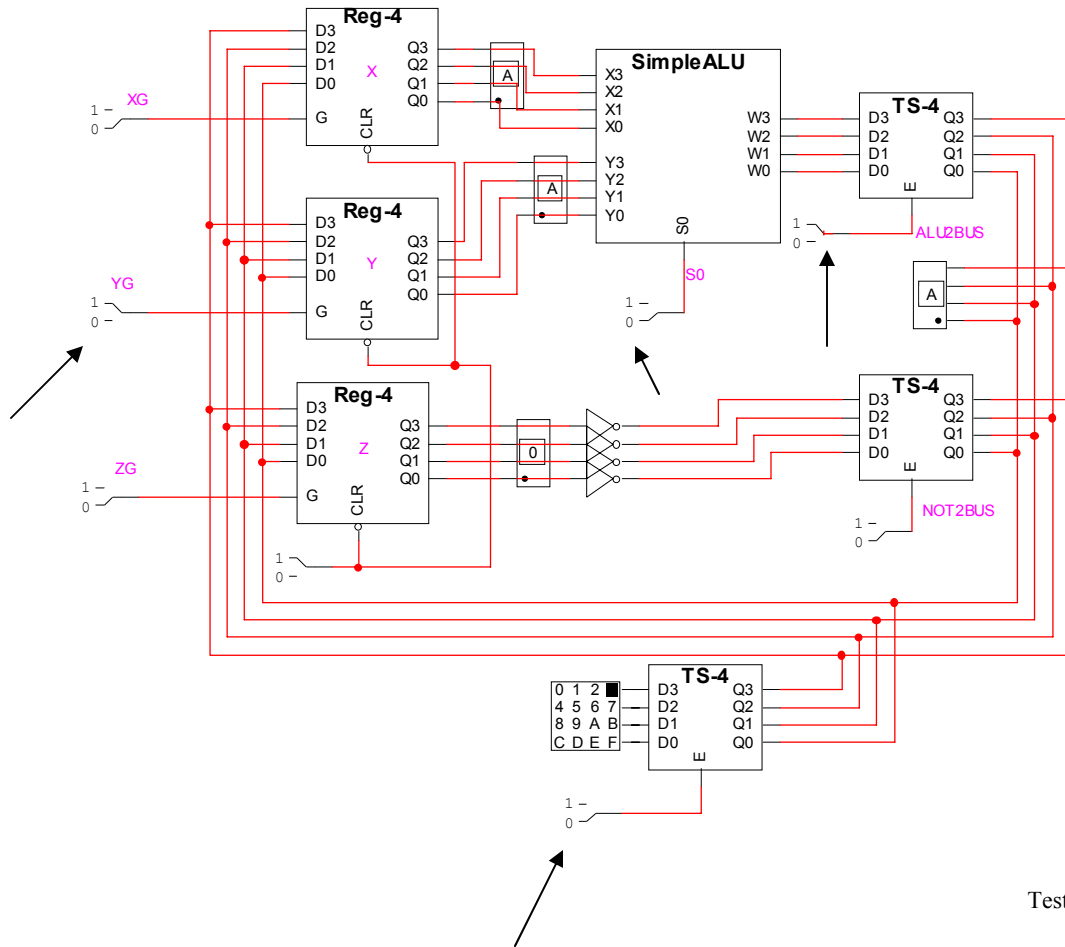 Reg-4
D3 Q3
D2 Q2
D1 X Q1
D0 Q0
G CLR
XG
1
0
A
SimpleALU
X3
X2
X1
X0
Y3
Y2
Y1
Y0
W3
W2
W1
W0
S0
S0
1
0
TS-4
D3 Q3
D2 Q2
D1 Q1
D0 Q0
E
1
0
ALU2BUS
A
Reg-4
D3
D2 Q3
D1 Y Q2
D0 Q1
Q0
G CLR
YG
1
0
A
Reg-4
D3
D2 Q3
D1 Z Q2
D0 Q1
Q0
G CLR
ZG
1
0
0
1
0
TS-4
D3 Q3
D2 Q2
D1 Q1
D0 Q0
E
NOT2BUS
1
0
TS-4
D3 Q3
D2 Q2
D1 Q1
D0 Q0
E
0 1 2
4 5 6 7
8 9 A B
C D E F
1
0
Test